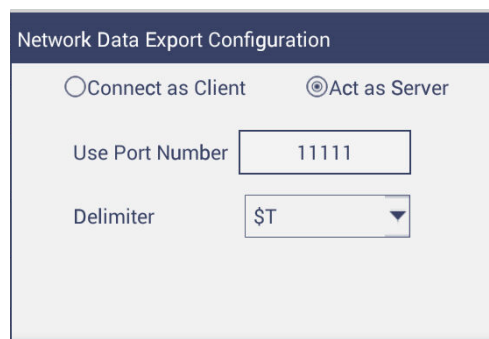 Network Data Export Configuration
Connect as Client Act as Server
Use Port Number 11111
Delimiter $T